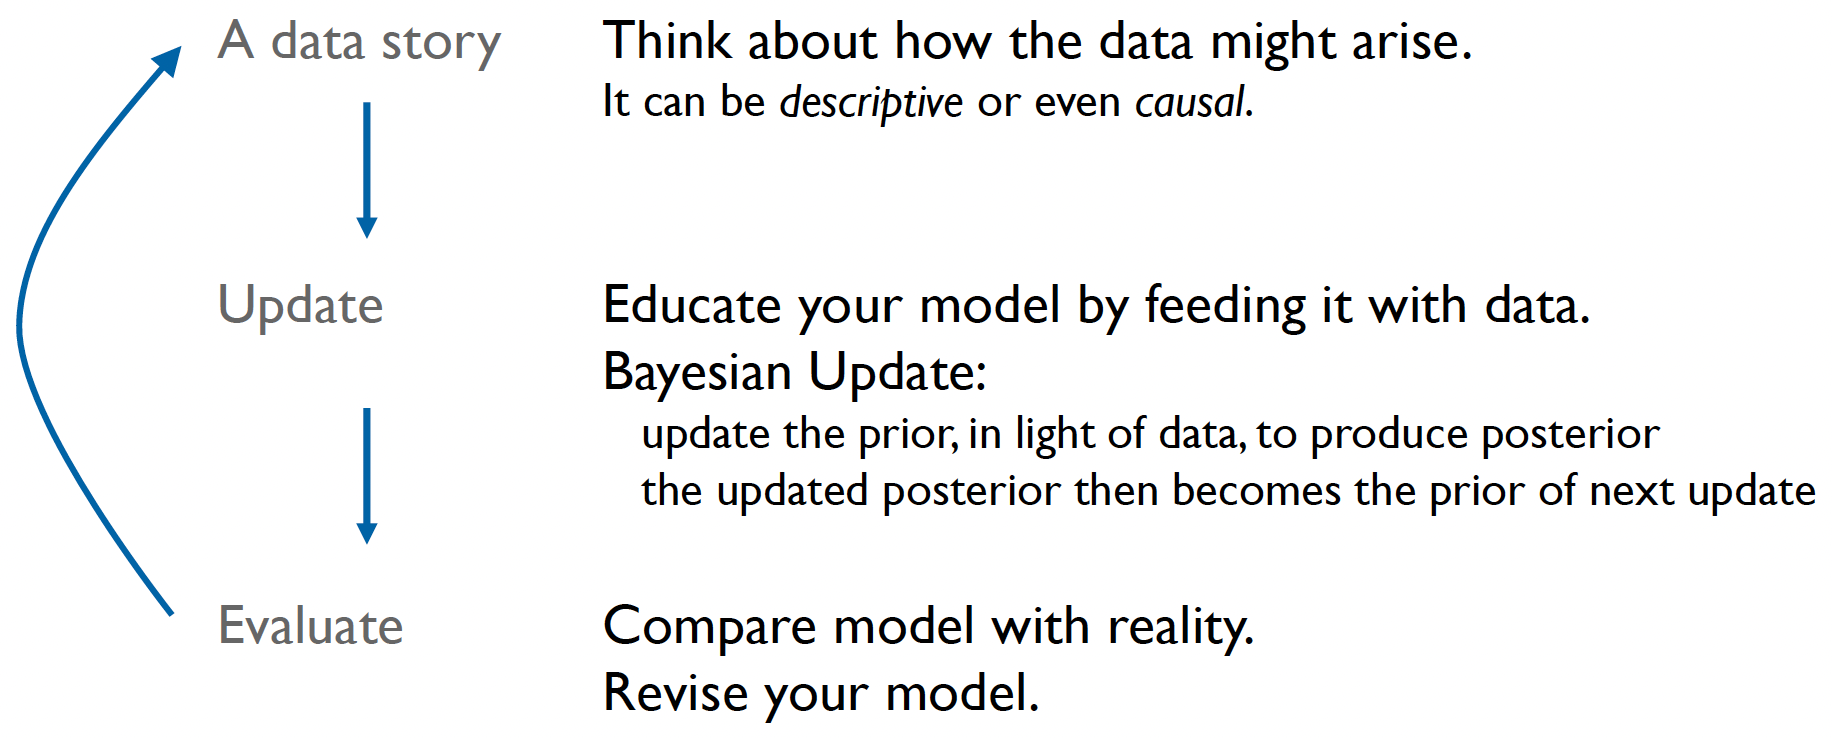 A data story
Think about how the data might arise.
It can be descriptive or even causal.
Update
Educate your model by feeding it with data.
Bayesian Update:
update the prior, in light of data, to produce posterior
the updated posterior then becomes the prior of next update
Evaluate
Compare model with reality.
Revise your model.